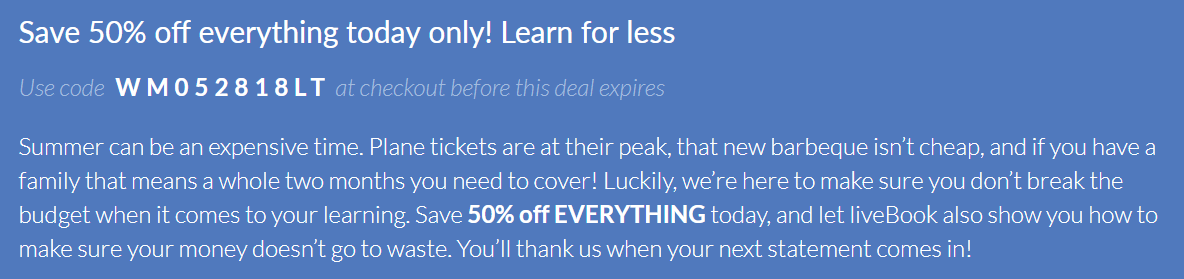 Save 50% off everything today only! Learn for less
Use code WM052818LT at checkout before this deal expires
Summer can be an expensive time. Plane tickets are at their peak, that new barbeque isn’t cheap, and if you have a
family that means a whole two months you need to cover! Luckily, we’re here to make sure you don’t break the
budget when it comes to your learning. Save 50% off EVERYTHING today, and let liveBook also show you how to
make sure your money doesn’t go to waste. You’ll thank us when your next statement comes in!